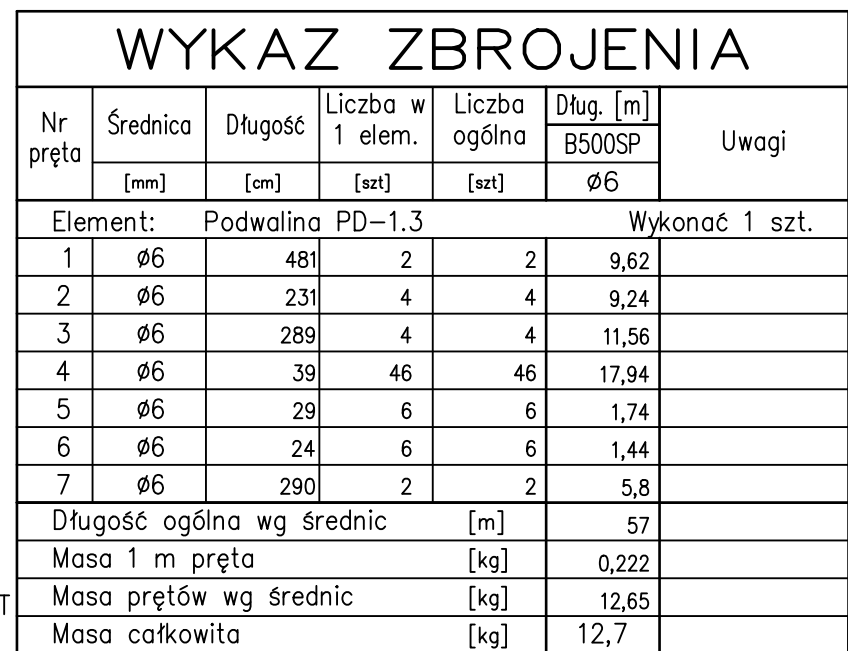 WYKAZ ZBROJENIA
Nr pręta Średnica Długość Liczba w 1 elem. Liczba ogólna Dług. [m] Uwagi
B500SP
[mm] [cm] [szt] [szt] Ø6
Element: Podwalina PD-1.3 Wykonać 1 szt.
1 Ø6 481 2 2 9,62
2 Ø6 231 4 4 9,24
3 Ø6 289 4 4 11,56
4 Ø6 39 46 46 17,94
5 Ø6 29 6 6 1,74
6 Ø6 24 6 6 1,44
7 Ø6 290 2 2 5,8
Długość ogólna wg średnic [m] 57
Masa 1 m pręta [kg] 0,222
T Masa prętów wg średnic [kg] 12,65
Masa całkowita [kg] 12,7